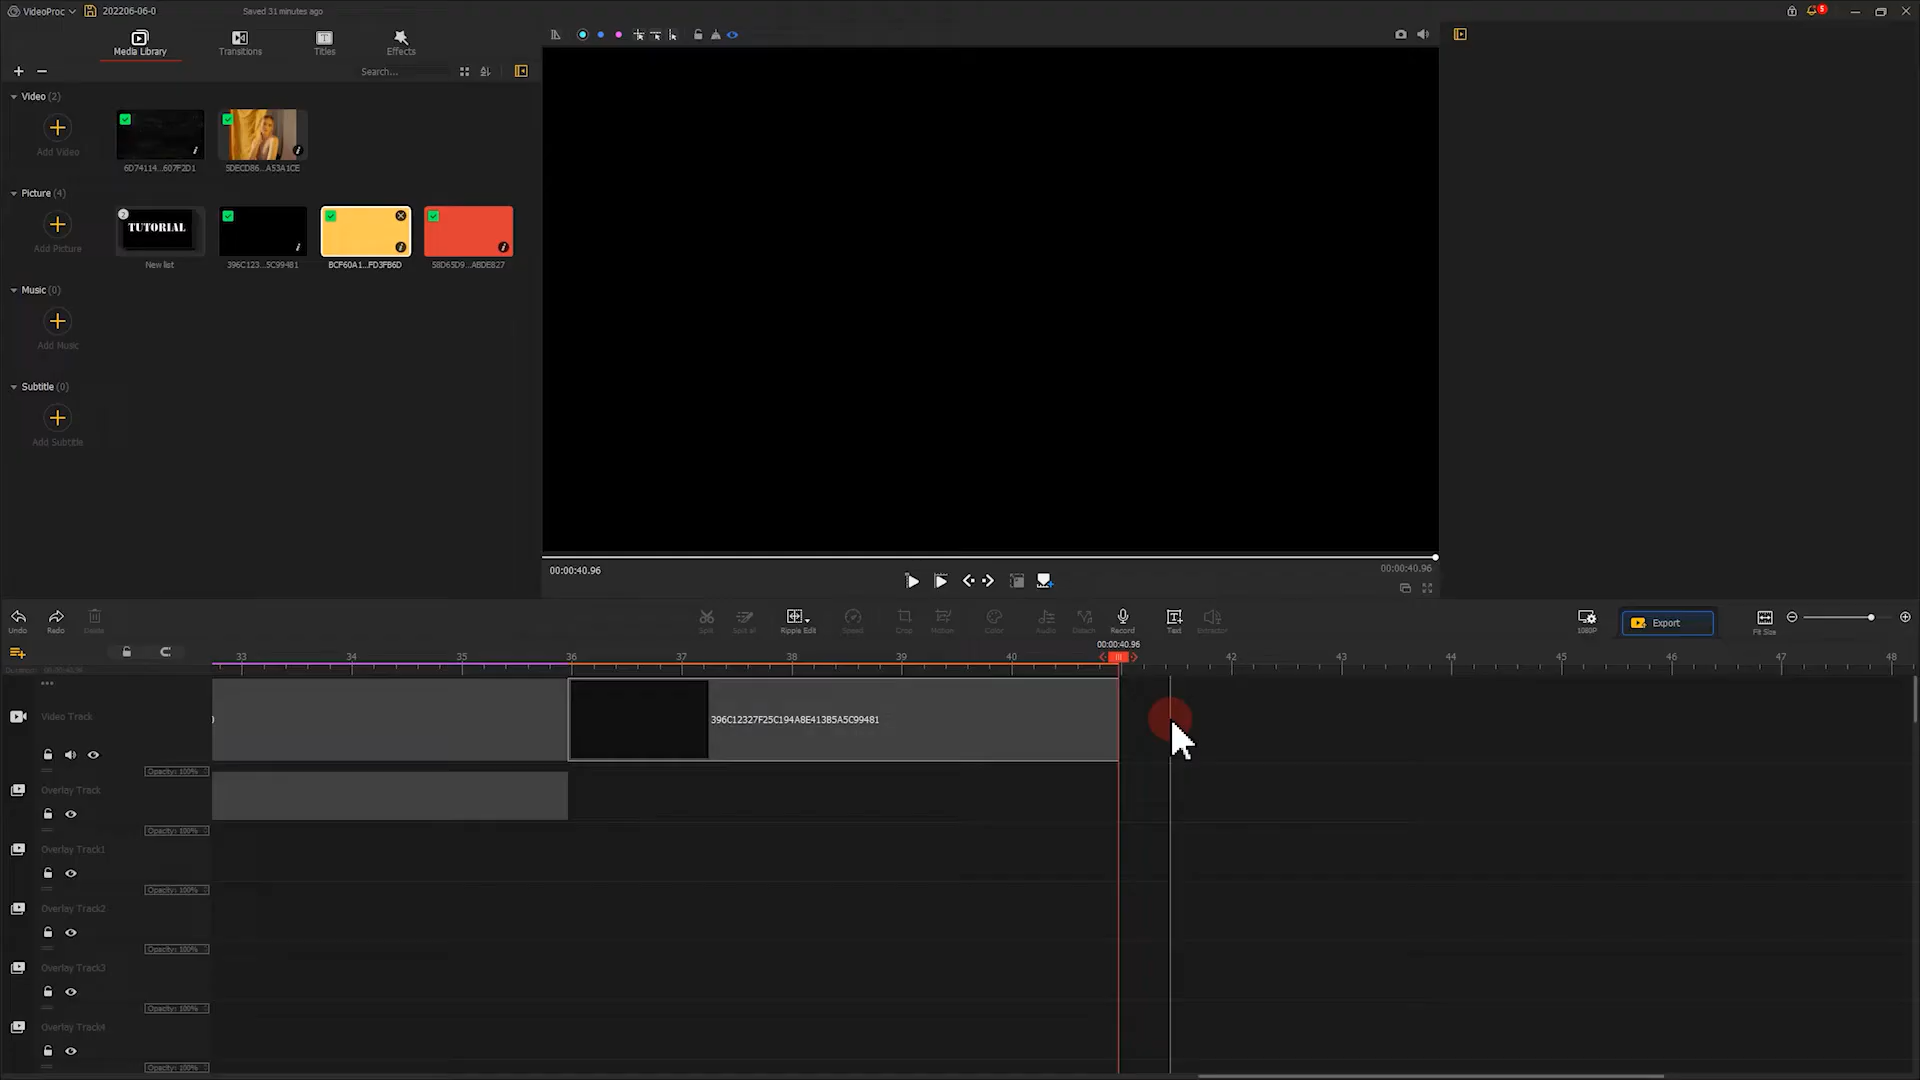 VideoProc
202206-06-0
Saved 31 minutes ago
5
Media Library
Transitions
Titles
Effects
Search...
Video (2)
Add Video
6D74114...607F2D1
5DECD86...A53A1CE
Picture (4)
Add Picture
2
TUTORIAL
New list
396C123...5C99481
BCF60A1...FD3FB6D
58D65D9...ABDE827
Music (0)
Add Music
Subtitle (0)
Add Subtitle
00:00:40.96
00:00:40.96
Undo
Redo
Delete
Split
Split all
Ripple Edit
Speed
Crop
Motion
Color
Audio
Detach
Record
Text
Extractor
1080P
Export
Fit Size
00:00:40.96
33
34
35
36
37
38
39
40
42
43
44
45
46
47
48
Video Track
396C12327F25C194A8E413B5A5C99481
Opacity: 100%
Overlay Track
Opacity: 100%
Overlay Track1
Opacity: 100%
Overlay Track2
Opacity: 100%
Overlay Track3
Opacity: 100%
Overlay Track4
Opacity: 100%